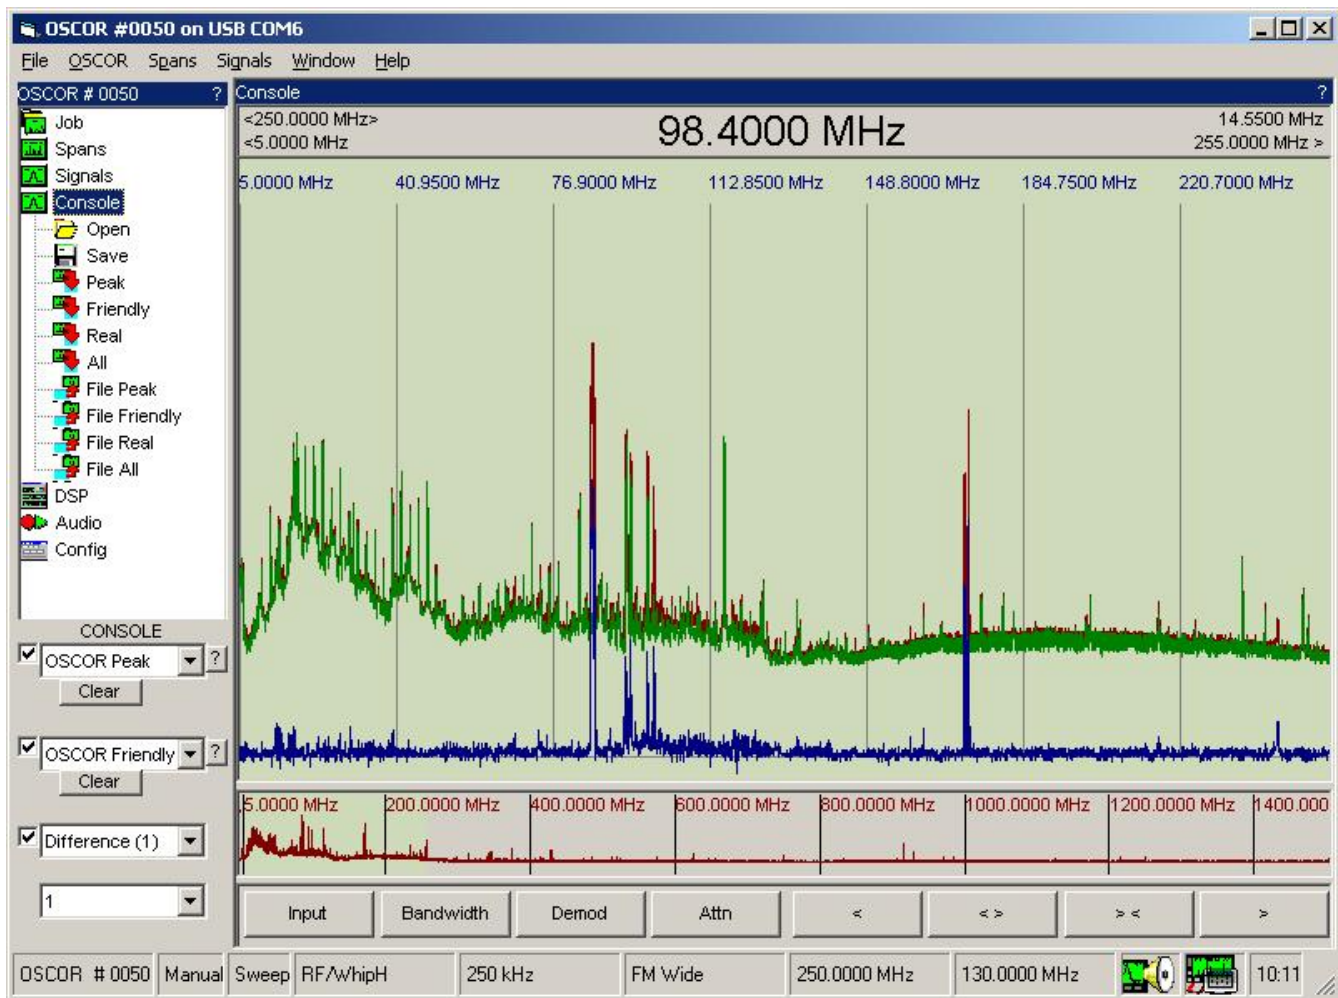 OSCOR #0050 on USB COM6
File OSCOR Spans Signals Window Help
OSCOR # 0050 ?
Job
Spans
Signals
Console
Open
Save
Peak
Friendly
Real
All
File Peak
File Friendly
File Real
File All
DSP
Audio
Config
CONSOLE
OSCOR Peak ?
Clear
OSCOR Friendly ?
Clear
Difference (1)
1
Console ?
<250.0000 MHz>
<5.0000 MHz
98.4000 MHz
14.5500 MHz
255.0000 MHz >
5.0000 MHz 40.9500 MHz 76.9000 MHz 112.8500 MHz 148.8000 MHz 184.7500 MHz 220.7000 MHz
5.0000 MHz 200.0000 MHz 400.0000 MHz 600.0000 MHz 800.0000 MHz 1000.0000 MHz 1200.0000 MHz 1400.000
Input Bandwidth Demod Attn < < > > < >
OSCOR # 0050 Manual Sweep RF/WhipH 250 kHz FM Wide 250.0000 MHz 130.0000 MHz 10:11